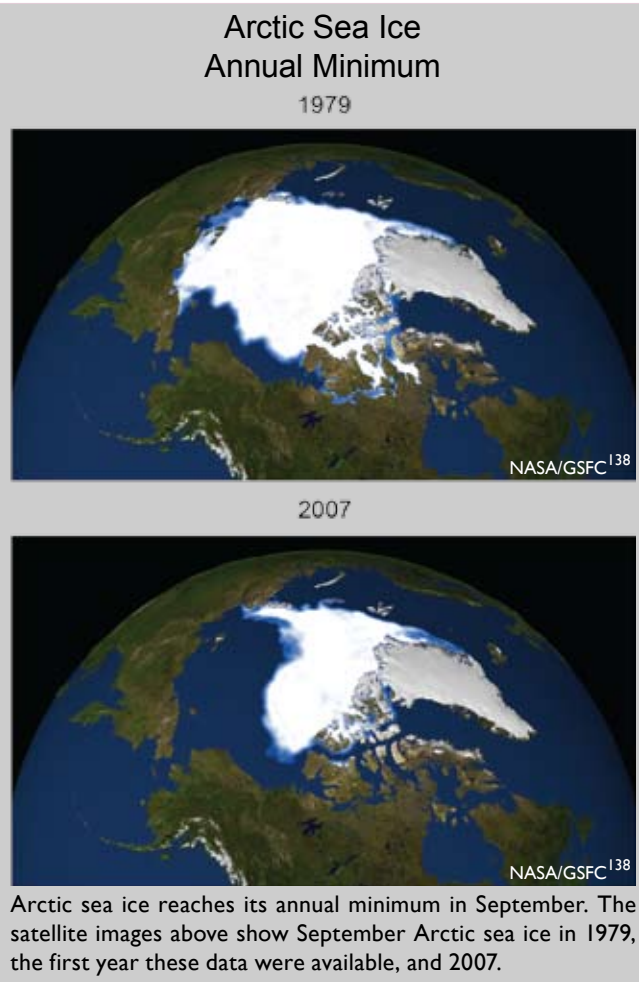 Arctic Sea Ice
Annual Minimum
1979
NASA/GSFC138
2007
NASA/GSFC138
Arctic sea ice reaches its annual minimum in September. The
satellite images above show September Arctic sea ice in 1979,
the first year these data were available, and 2007.